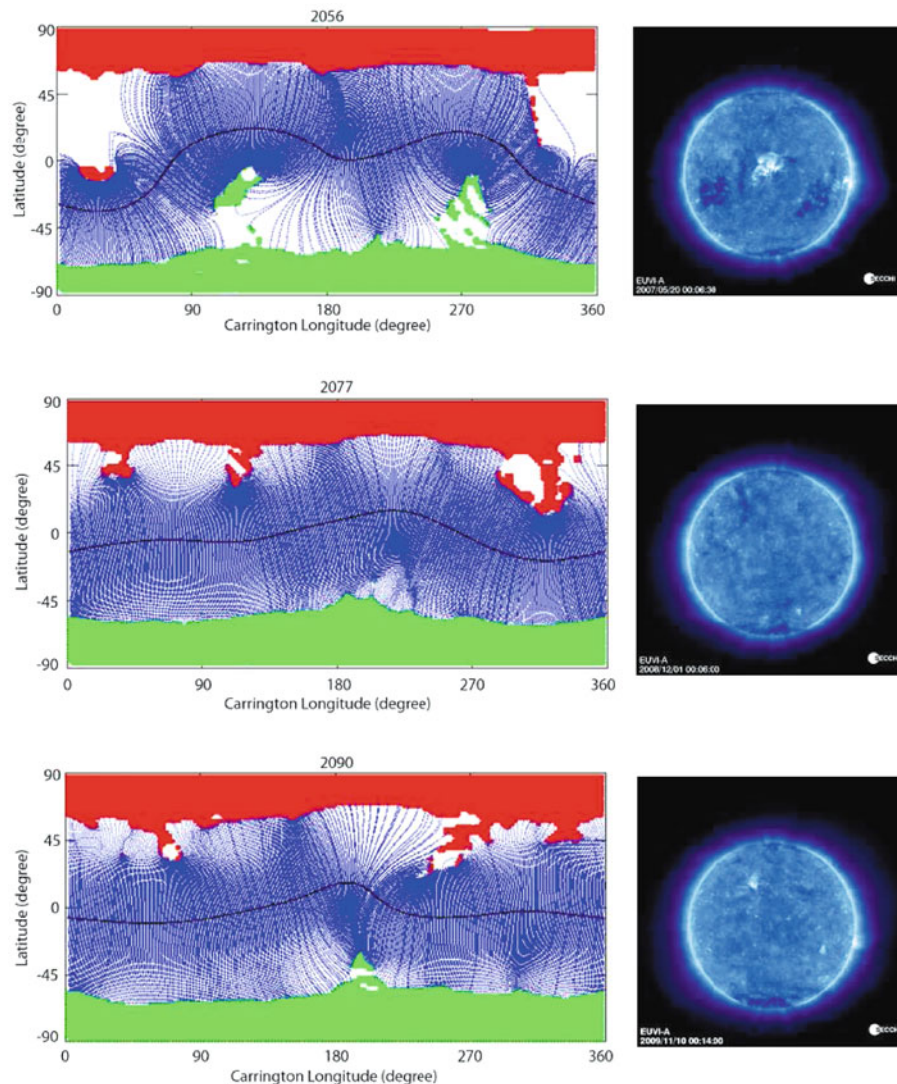 2056
90
45
0
-45
-90
Latitude (degree)
0 90 180 270 360
Carrington Longitude (degree)
EUVI-A
2007/05/20 00:06:30
SECCHI
2077
90
45
0
-45
-90
Latitude (degree)
0 90 180 270 360
Carrington Longitude (degree)
EUVI-A
2008/12/01 00:06:00
SECCHI
2090
90
45
0
-45
-90
Latitude (degree)
0 90 180 270 360
Carrington Longitude (degree)
EUVI-A
2009/11/10 00:14:00
SECCHI